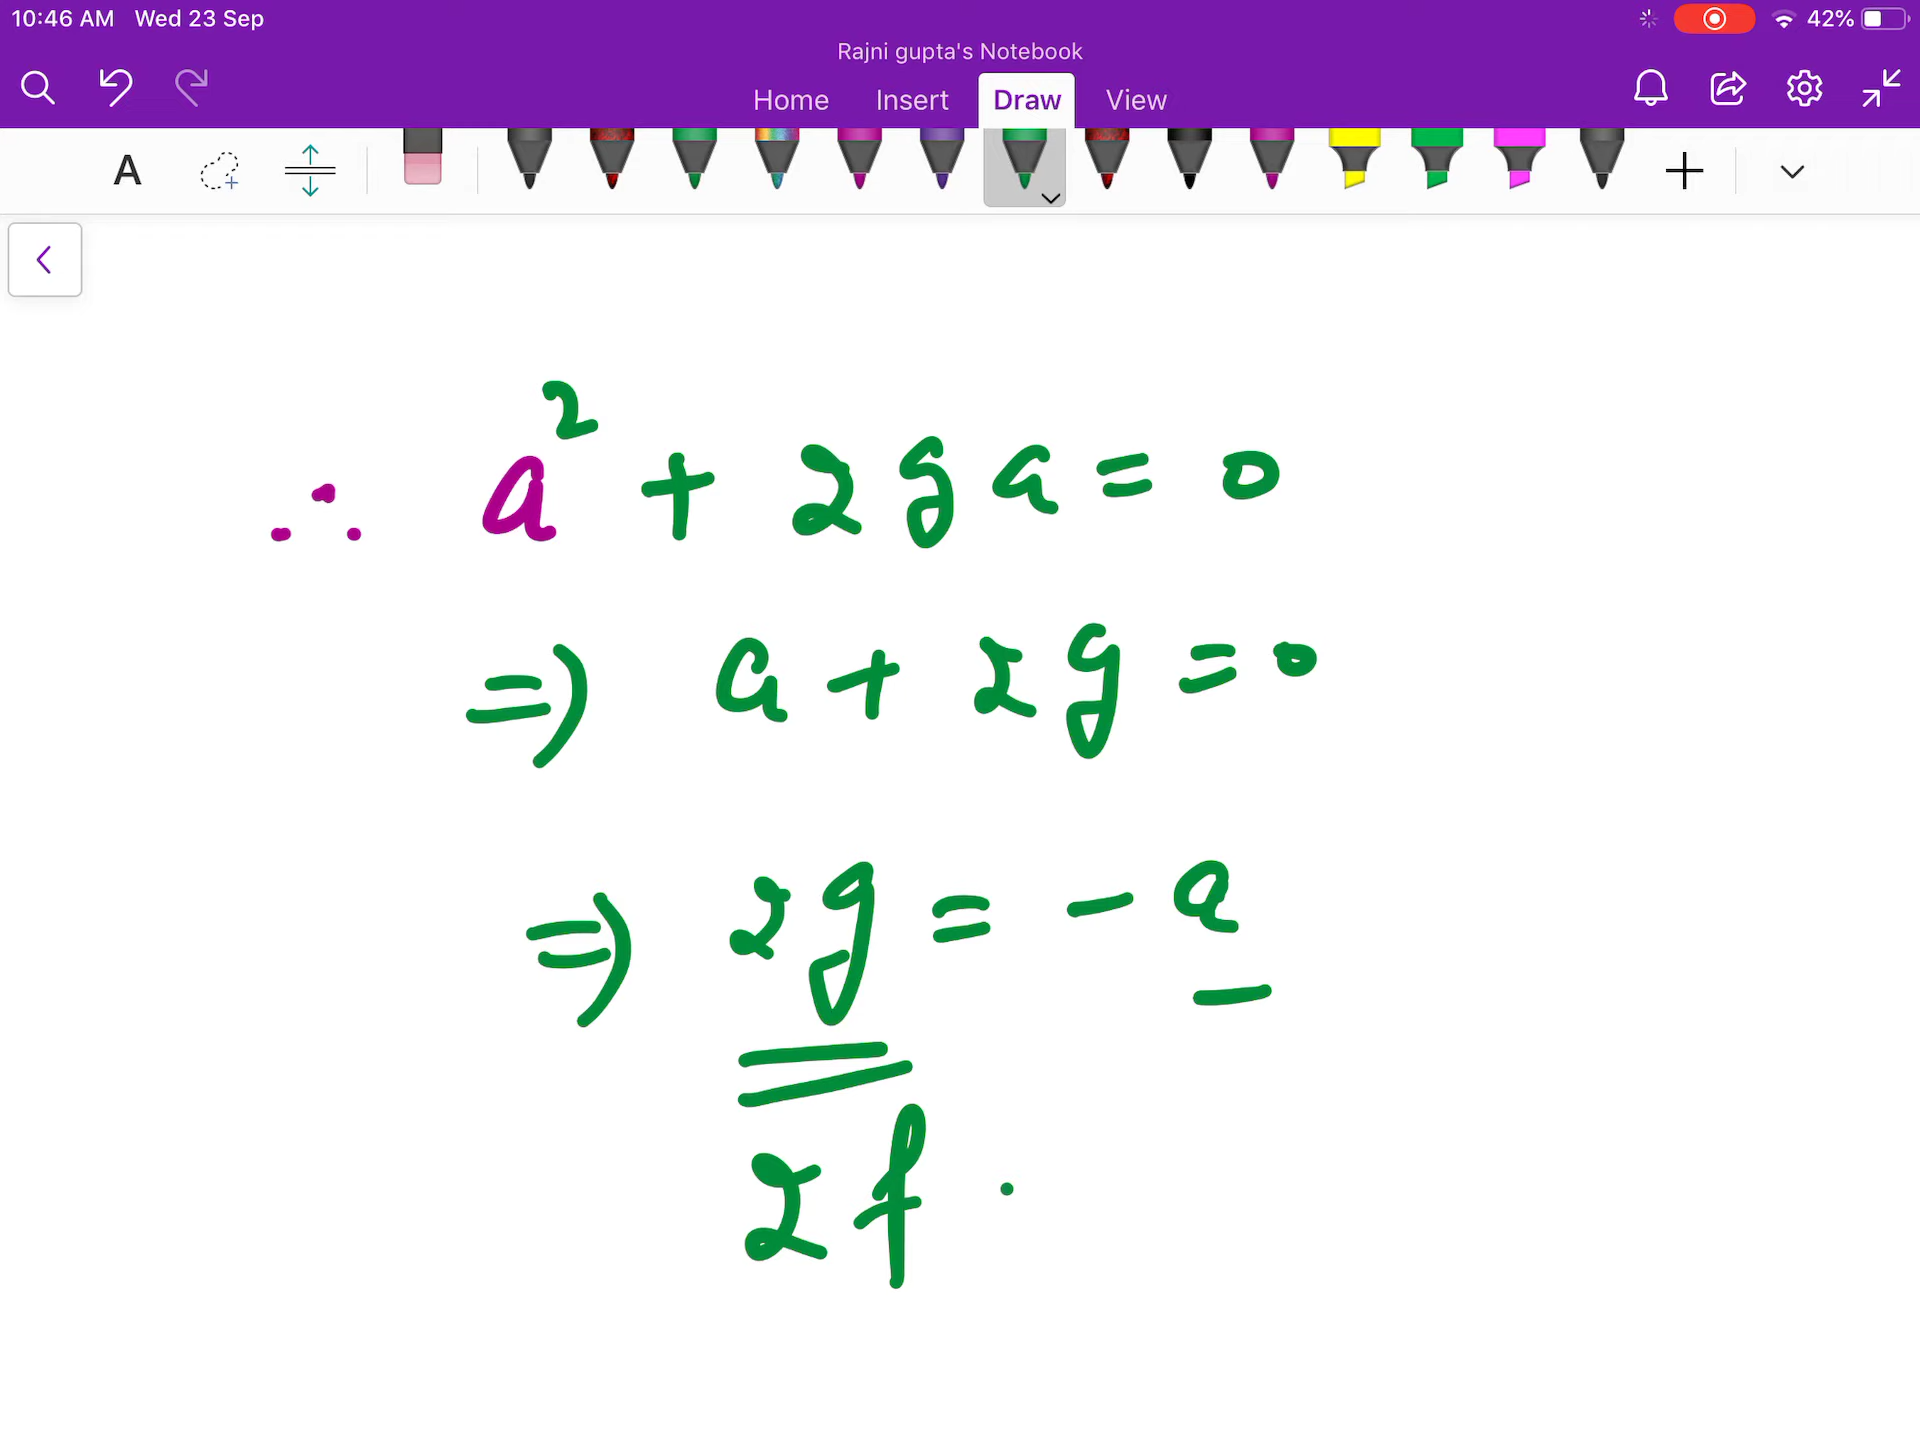 10:46 AM Wed 23 Sep
42%
Rajni gupta's Notebook
Home Insert Draw View
A
∴ a² + 2ga = 0
⇒ a + 2g = 0
⇒ 2g = - a
2f .